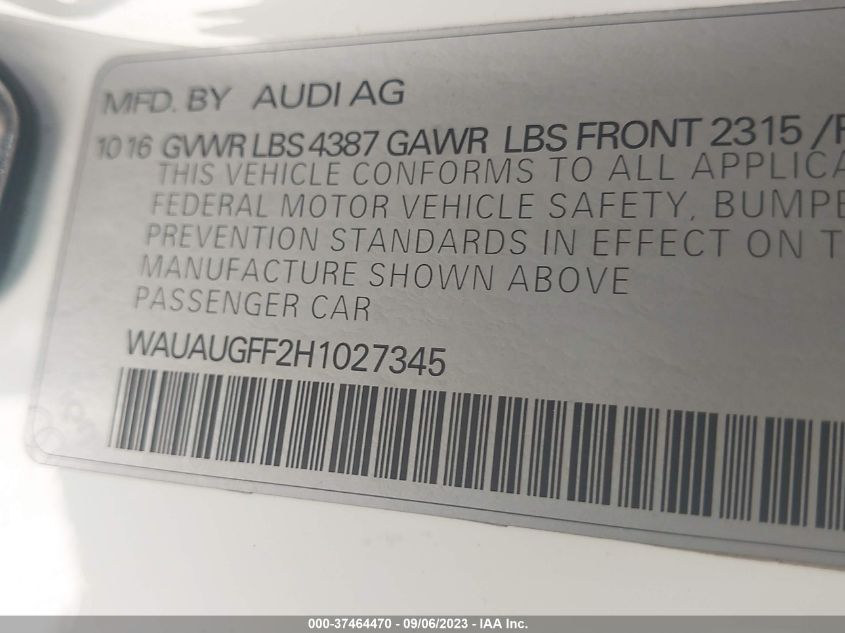 MFD. BY AUDI AG
10 16 GVWR LBS 4387 GAWR LBS FRONT 2315 /R
THIS VEHICLE CONFORMS TO ALL APPLICA
FEDERAL MOTOR VEHICLE SAFETY, BUMPE
PREVENTION STANDARDS IN EFFECT ON T
MANUFACTURE SHOWN ABOVE
PASSENGER CAR
WAUAUGFF2H1027345
000-37464470 - 09/06/2023 - IAA Inc.